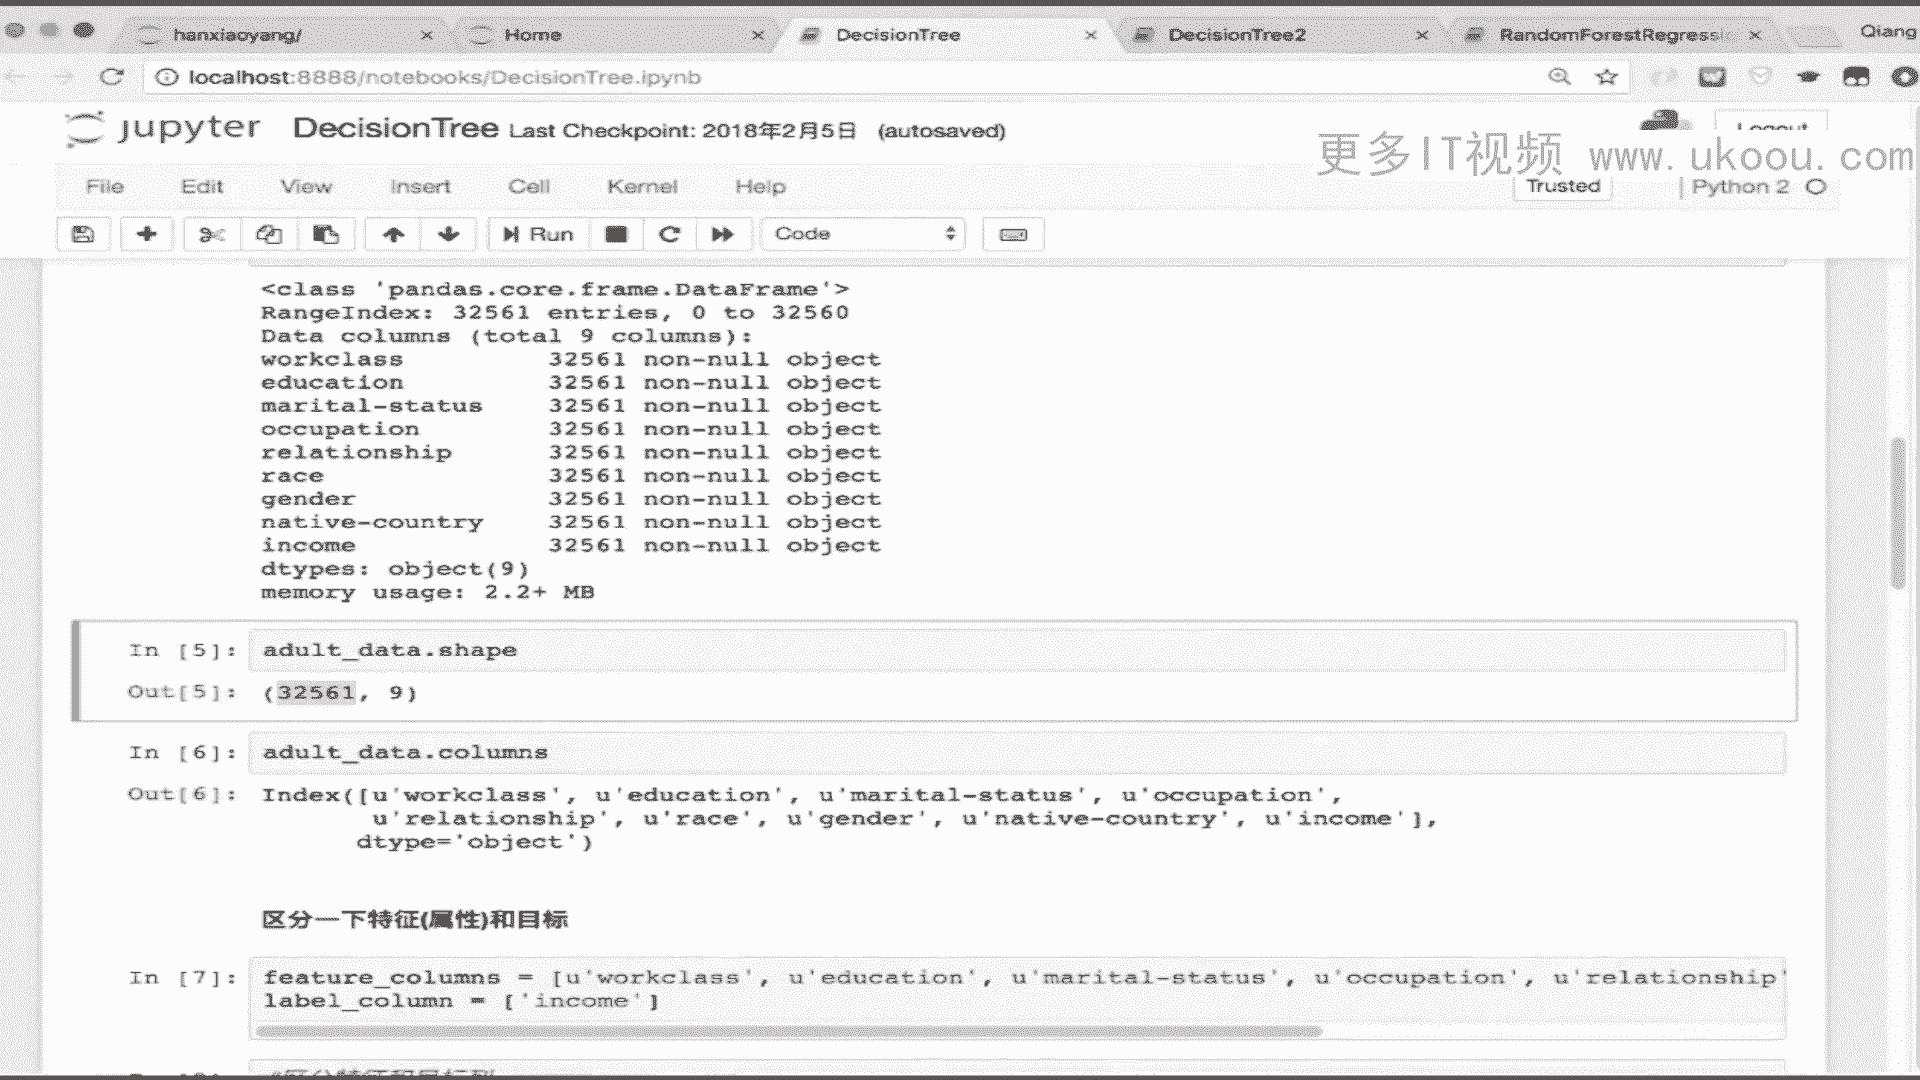 hanxiaoyang/
Home
DecisionTree
DecisionTree2
RandomForestRegressi
Qiang
localhost:8888/notebooks/DecisionTree.ipynb
jupyter DecisionTree Last Checkpoint: 2018年2月5日 (autosaved)
Logout
更多IT视频 www.ukoou.com
File Edit View Insert Cell Kernel Help
Trusted
Python 2
Run
Code
<class 'pandas.core.frame.DataFrame'>
RangeIndex: 32561 entries, 0 to 32560
Data columns (total 9 columns):
workclass 32561 non-null object
education 32561 non-null object
marital-status 32561 non-null object
occupation 32561 non-null object
relationship 32561 non-null object
race 32561 non-null object
gender 32561 non-null object
native-country 32561 non-null object
income 32561 non-null object
dtypes: object(9)
memory usage: 2.2+ MB
In [5]: adult_data.shape
Out[5]: (32561, 9)
In [6]: adult_data.columns
Out[6]: Index([u'workclass', u'education', u'marital-status', u'occupation',
u'relationship', u'race', u'gender', u'native-country', u'income'],
dtype='object')
区分一下特征(属性)和目标
In [7]: feature_columns = [u'workclass', u'education', u'marital-status', u'occupation', u'relationship'
label_column = ['income']